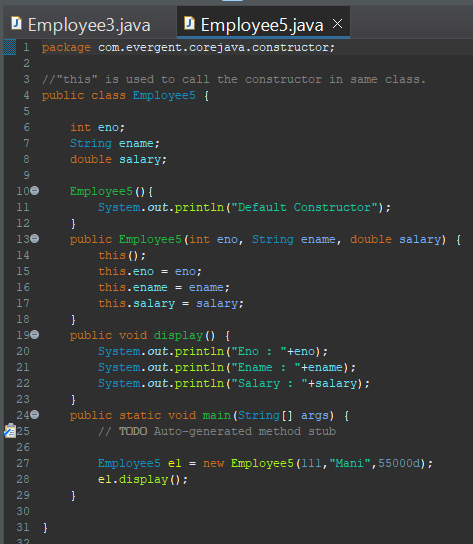 Employee3.java Employee5.java
1 package com.evergent.corejava.constructor;
2
3 //"this" is used to call the constructor in same class.
4 public class Employee5 {
5
6 int eno;
7 String ename;
8 double salary;
9
10 Employee5(){
11 System.out.println("Default Constructor");
12 }
13 public Employee5(int eno, String ename, double salary) {
14 this();
15 this.eno = eno;
16 this.ename = ename;
17 this.salary = salary;
18 }
19 public void display() {
20 System.out.println("Eno : "+eno);
21 System.out.println("Ename : "+ename);
22 System.out.println("Salary : "+salary);
23 }
24 public static void main(String[] args) {
25 // TODO Auto-generated method stub
26
27 Employee5 e1 = new Employee5(111,"Mani",55000d);
28 e1.display();
29 }
30
31 }
32